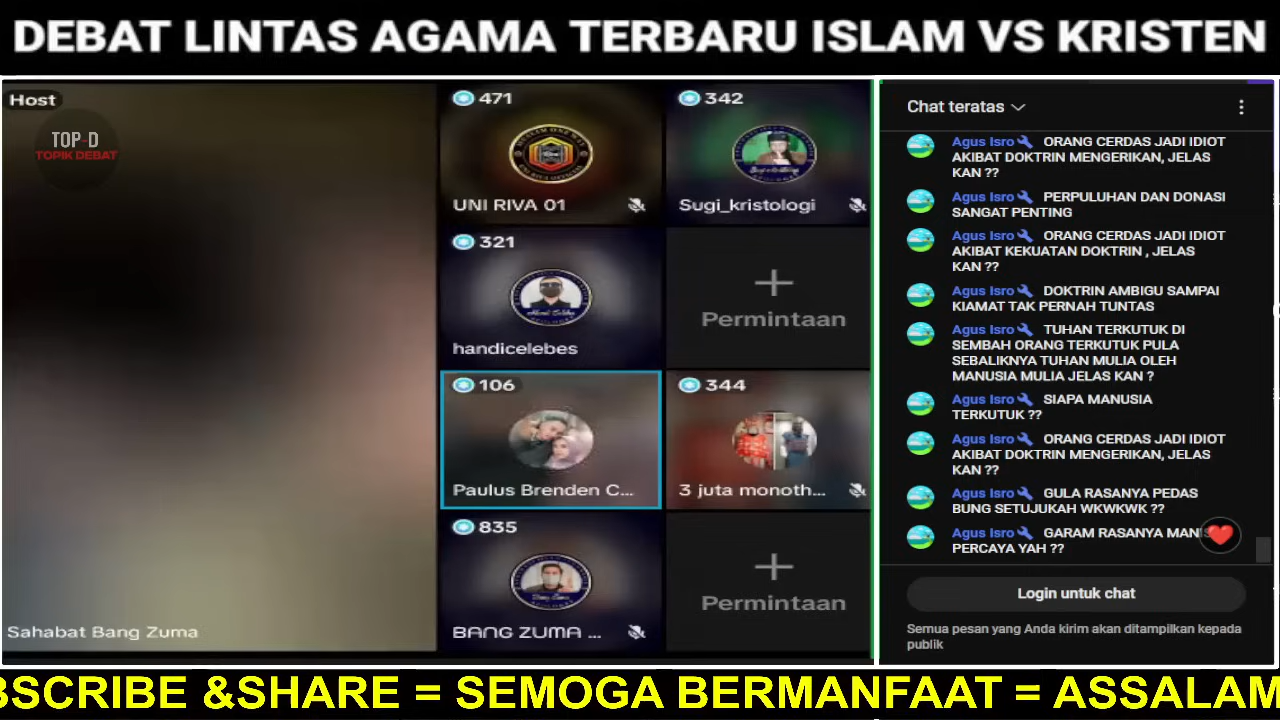 DEBAT LINTAS AGAMA TERBARU ISLAM VS KRISTEN
Host
TOP-D
TOPIK DEBAT
Sahabat Bang Zuma
471
UNI RIVA 01
342
Sugi_kristologi
321
handicelebes
Permintaan
106
Paulus Brenden C...
344
3 juta monoth...
835
BANG ZUMA ...
Permintaan
Chat teratas
Agus Isro ORANG CERDAS JADI IDIOT
AKIBAT DOKTRIN MENGERIKAN, JELAS
KAN ??
Agus Isro PERPULUHAN DAN DONASI
SANGAT PENTING
Agus Isro ORANG CERDAS JADI IDIOT
AKIBAT KEKUATAN DOKTRIN , JELAS
KAN ??
Agus Isro DOKTRIN AMBIGU SAMPAI
KIAMAT TAK PERNAH TUNTAS
Agus Isro TUHAN TERKUTUK DI
SEMBAH ORANG TERKUTUK PULA
SEBALIKNYA TUHAN MULIA OLEH
MANUSIA MULIA JELAS KAN ?
Agus Isro SIAPA MANUSIA
TERKUTUK ??
Agus Isro ORANG CERDAS JADI IDIOT
AKIBAT DOKTRIN MENGERIKAN, JELAS
KAN ??
Agus Isro GULA RASANYA PEDAS
BUNG SETUJUKAH WKWKWK ??
Agus Isro GARAM RASANYA MANIS
PERCAYA YAH ??
Login untuk chat
Semua pesan yang Anda kirim akan ditampilkan kepada
publik
BSCRIBE &SHARE = SEMOGA BERMANFAAT = ASSALAM